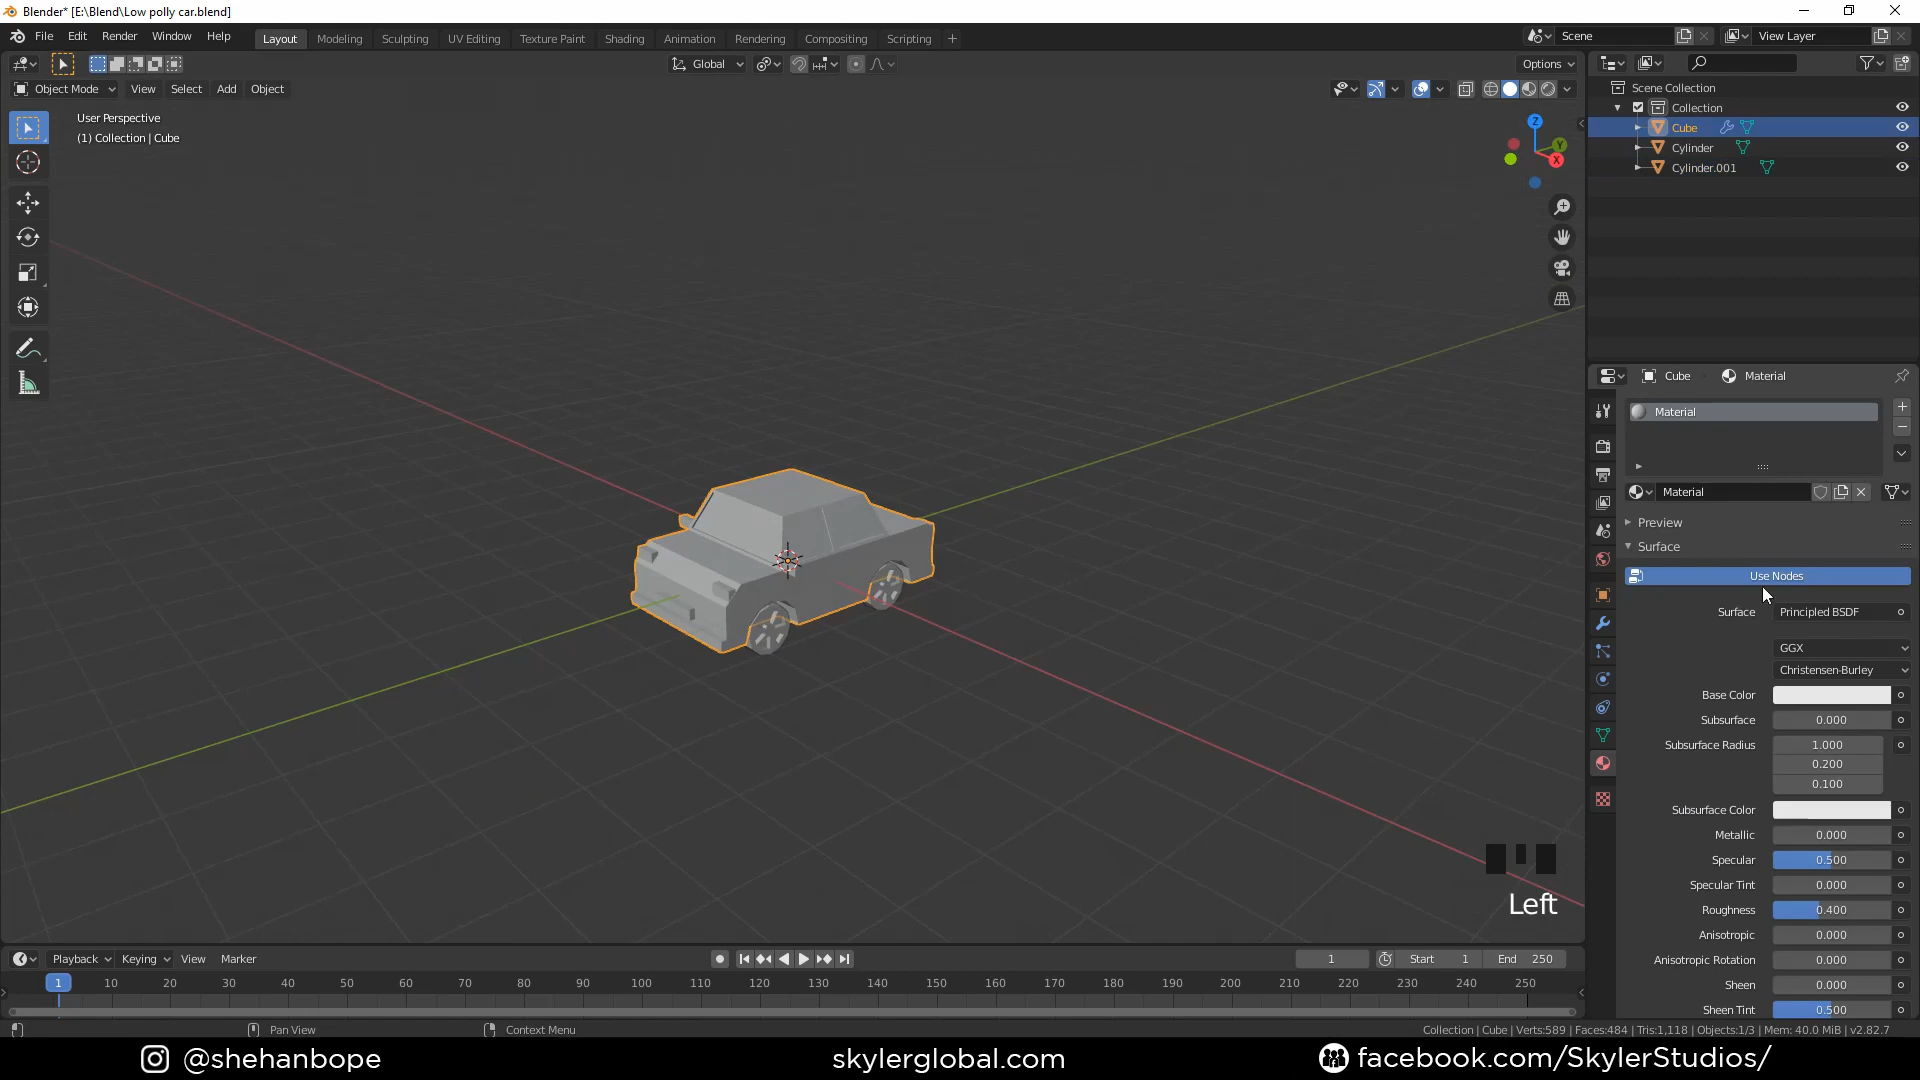 Blender* [E:\Blend\Low polly car.blend]
File Edit Render Window Help Layout Modeling Sculpting UV Editing Texture Paint Shading Animation Rendering Compositing Scripting + Scene View Layer
Global Options
Object Mode View Select Add Object
User Perspective
(1) Collection | Cube
Z
Y
X
Scene Collection
Collection
Cube
Cylinder
Cylinder.001
Cube Material
Material
Material
Preview
Surface
Use Nodes
Surface Principled BSDF
GGX
Christensen-Burley
Base Color
Subsurface 0.000
Subsurface Radius 1.000
0.200
0.100
Subsurface Color
Metallic 0.000
Specular 0.500
Specular Tint 0.000
Roughness 0.400
Anisotropic 0.000
Anisotropic Rotation 0.000
Sheen 0.000
Sheen Tint 0.500
Left
Playback Keying View Marker 1 Start 1 End 250
1 10 20 30 40 50 60 70 80 90 100 110 120 130 140 150 160 170 180 190 200 210 220 230 240 250
Pan View Context Menu Collection | Cube | Verts:589 | Faces:484 | Tris:1,118 | Objects:1/3 | Mem: 40.0 MiB | v2.82.7
@shehanbope skylerglobal.com facebook.com/SkylerStudios/